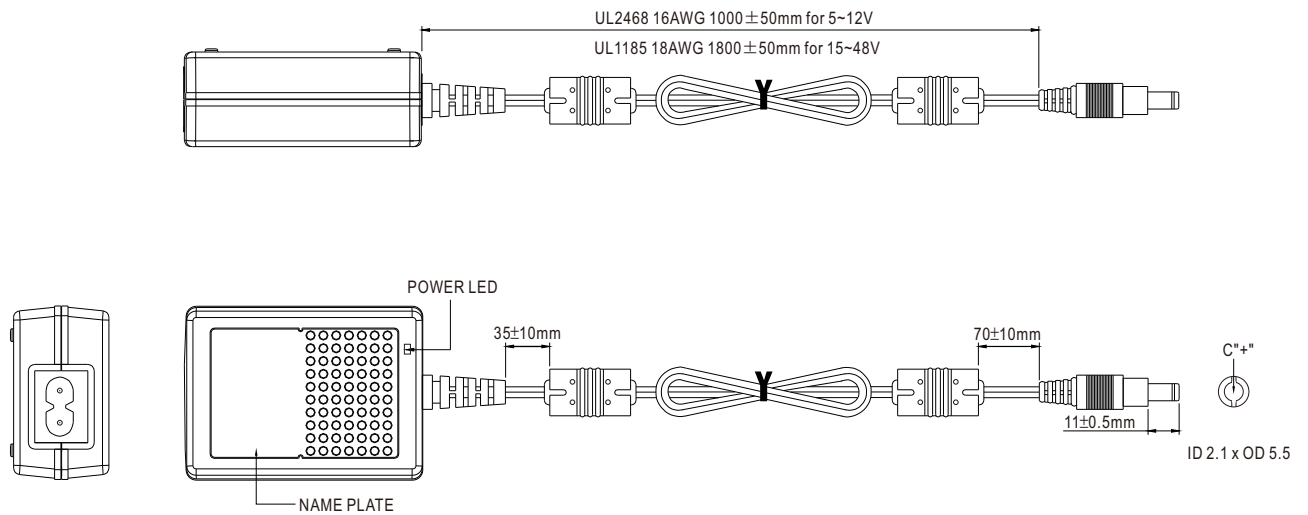 UL2468 16AWG 1000±50mm for 5~12V
UL1185 18AWG 1800±50mm for 15~48V
POWER LED
35±10mm
70±10mm
C"+"
11±0.5mm
ID 2.1 x OD 5.5
NAME PLATE